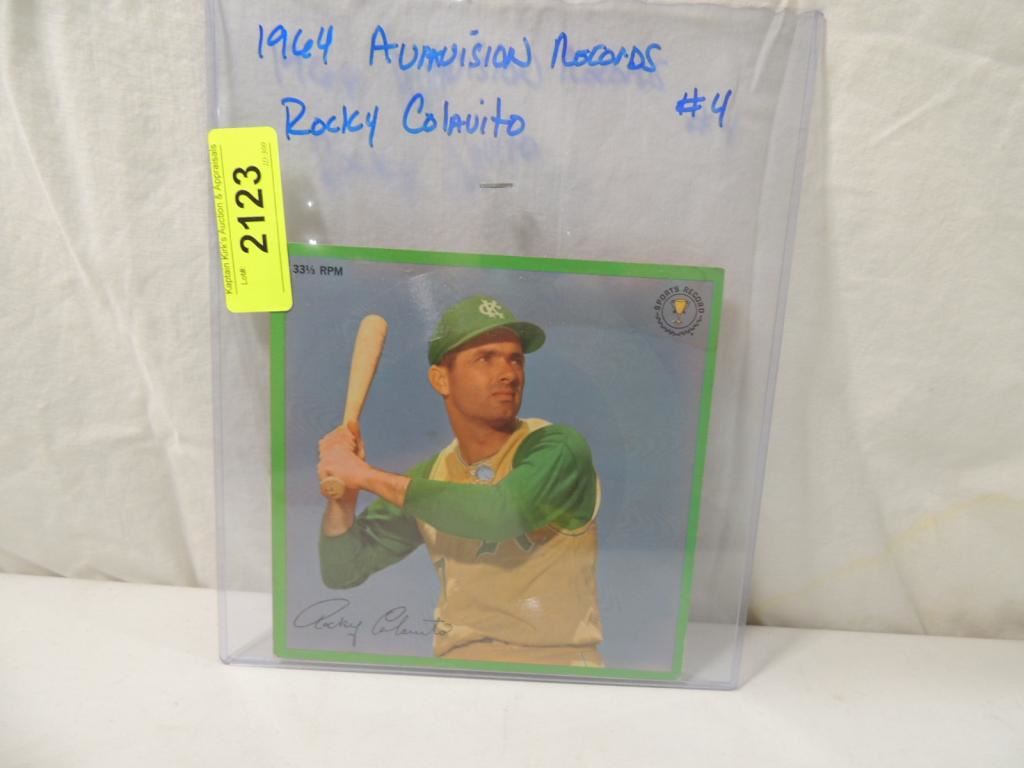 1964 AURAVISION RECORDS
ROCKY COLAVITO #4
Kaptain Kirk's Auction & Appraisals
Lot#: 2123
33⅓ RPM
SPORTS RECORD
KC
Rocky Colavito